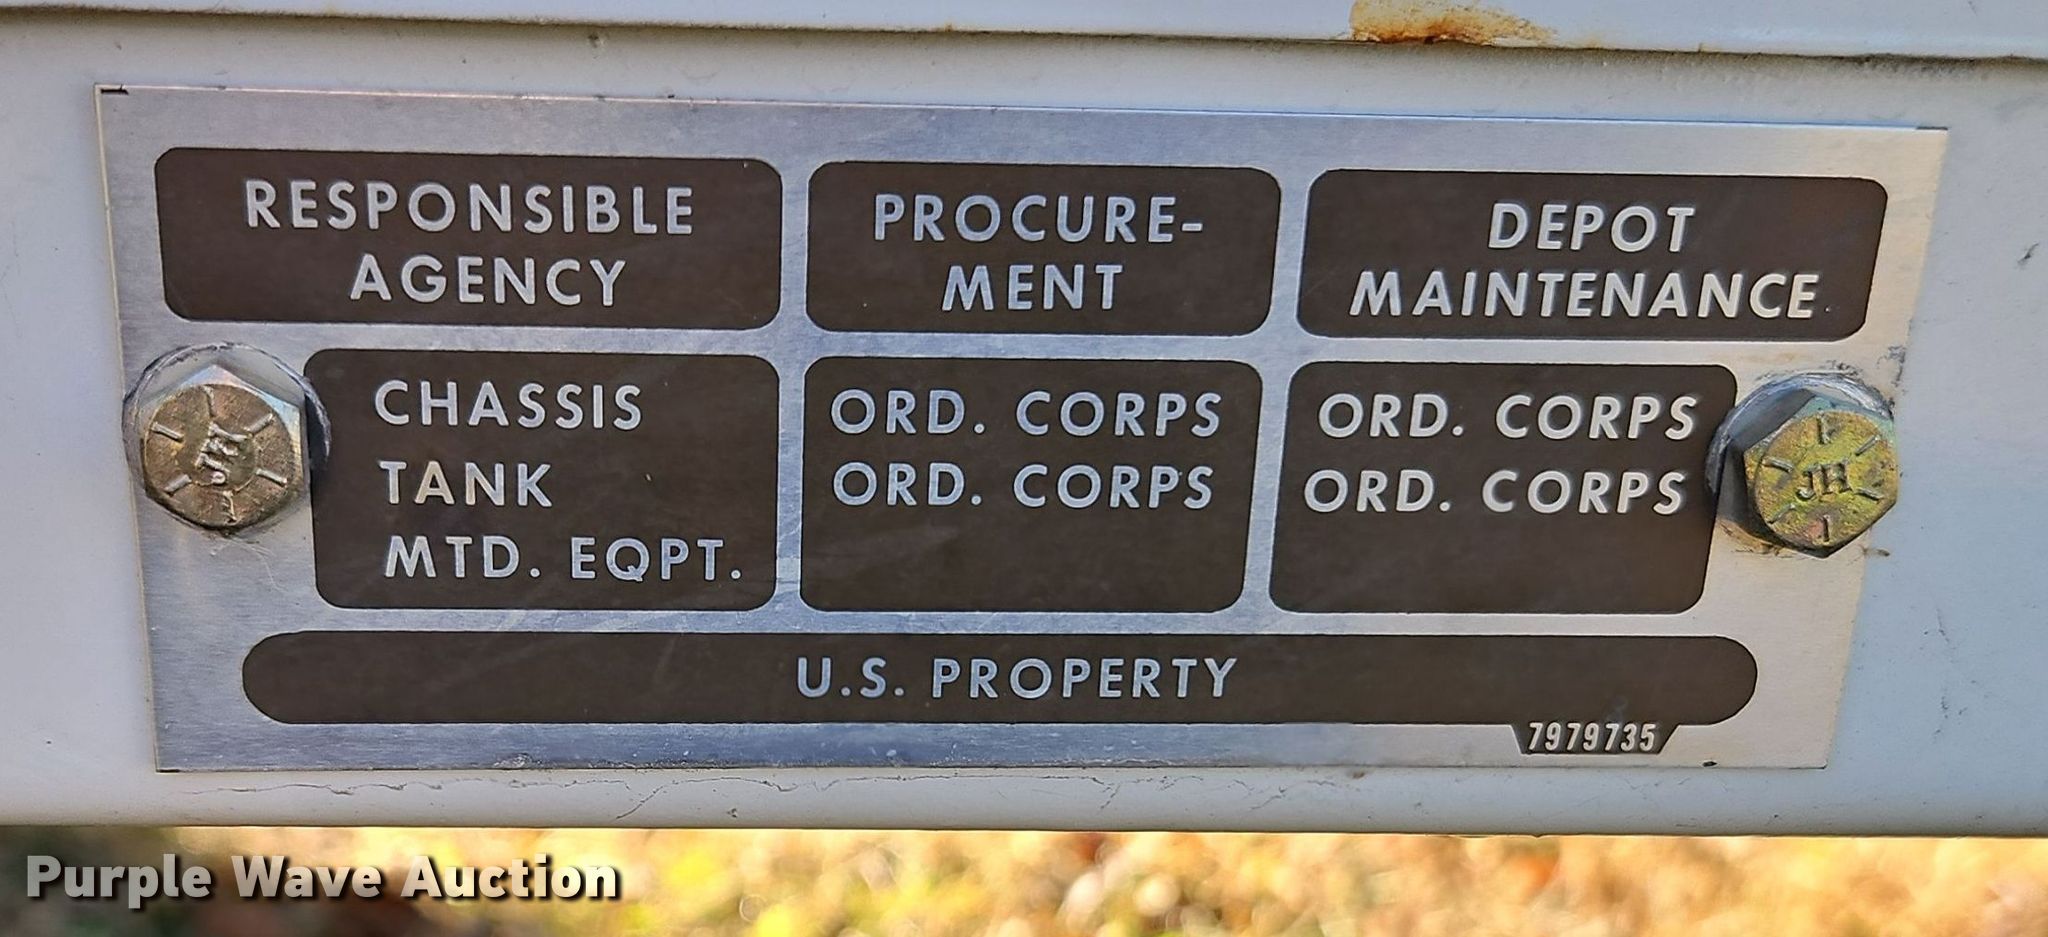 RESPONSIBLE
AGENCY
PROCURE-
MENT
DEPOT
MAINTENANCE
CHASSIS
TANK
MTD. EQPT.
ORD. CORPS
ORD. CORPS
ORD. CORPS
ORD. CORPS
U.S. PROPERTY
7979735
JH
JH
Purple Wave Auction